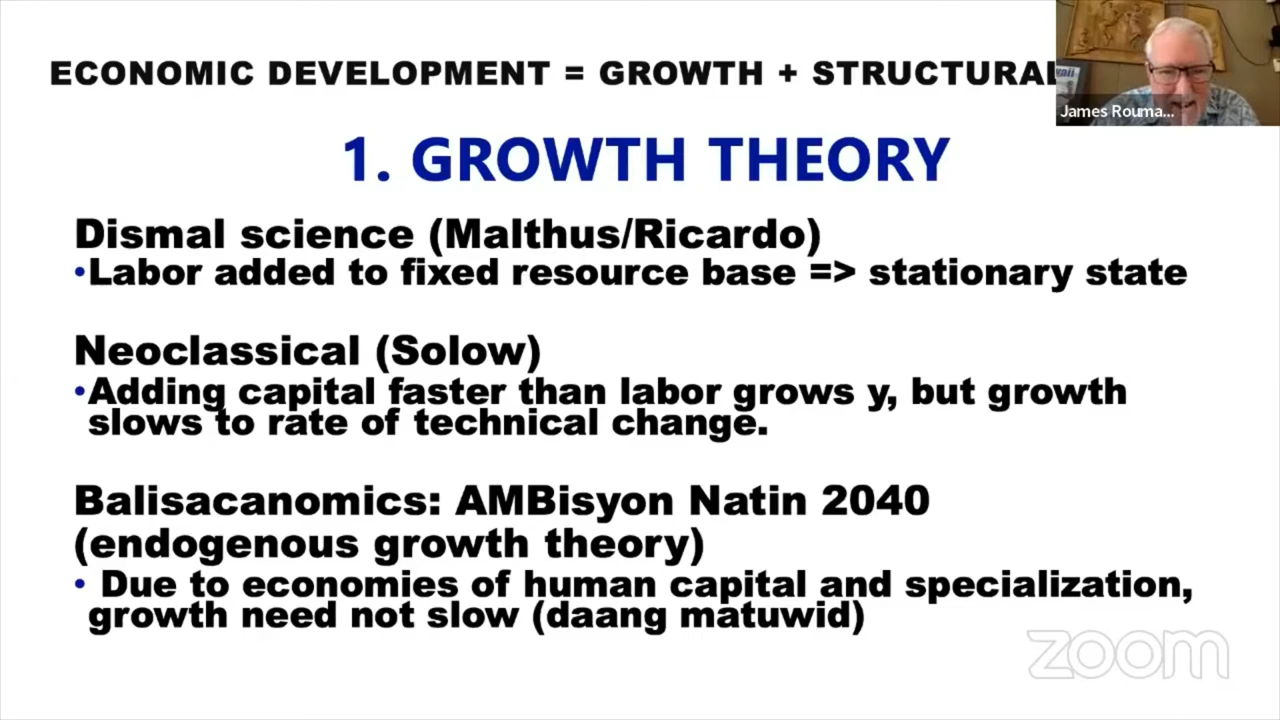 ECONOMIC DEVELOPMENT = GROWTH + STRUCTURAL
James Rouma...
1. GROWTH THEORY
Dismal science (Malthus/Ricardo)
•Labor added to fixed resource base => stationary state
Neoclassical (Solow)
•Adding capital faster than labor grows y, but growth
slows to rate of technical change.
Balisacanomics: AMBisyon Natin 2040
(endogenous growth theory)
• Due to economies of human capital and specialization,
growth need not slow (daang matuwid)
zoom